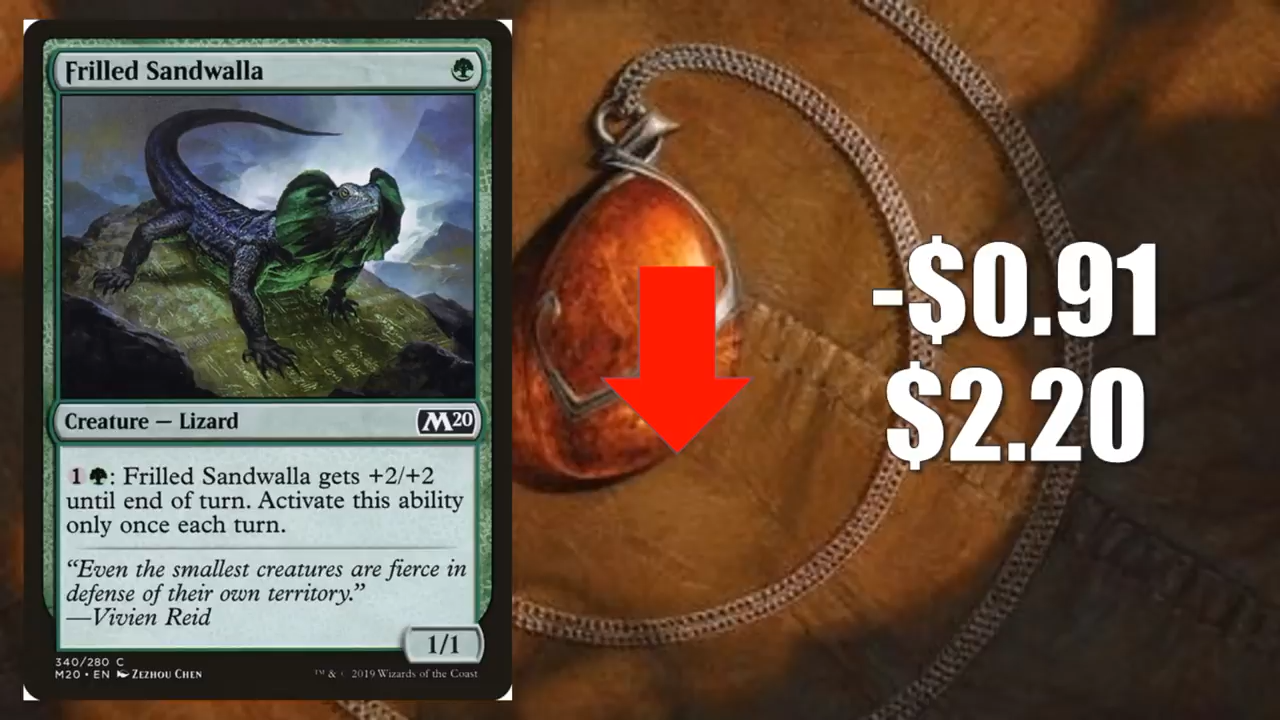 Frilled Sandwalla
Creature — Lizard
M20
1 : Frilled Sandwalla gets +2/+2
until end of turn. Activate this ability
only once each turn.
“Even the smallest creatures are fierce in
defense of their own territory.”
—Vivien Reid
1/1
340/280 C
M20 • EN Zezhou Chen
™ & © 2019 Wizards of the Coast
-$0.91
$2.20